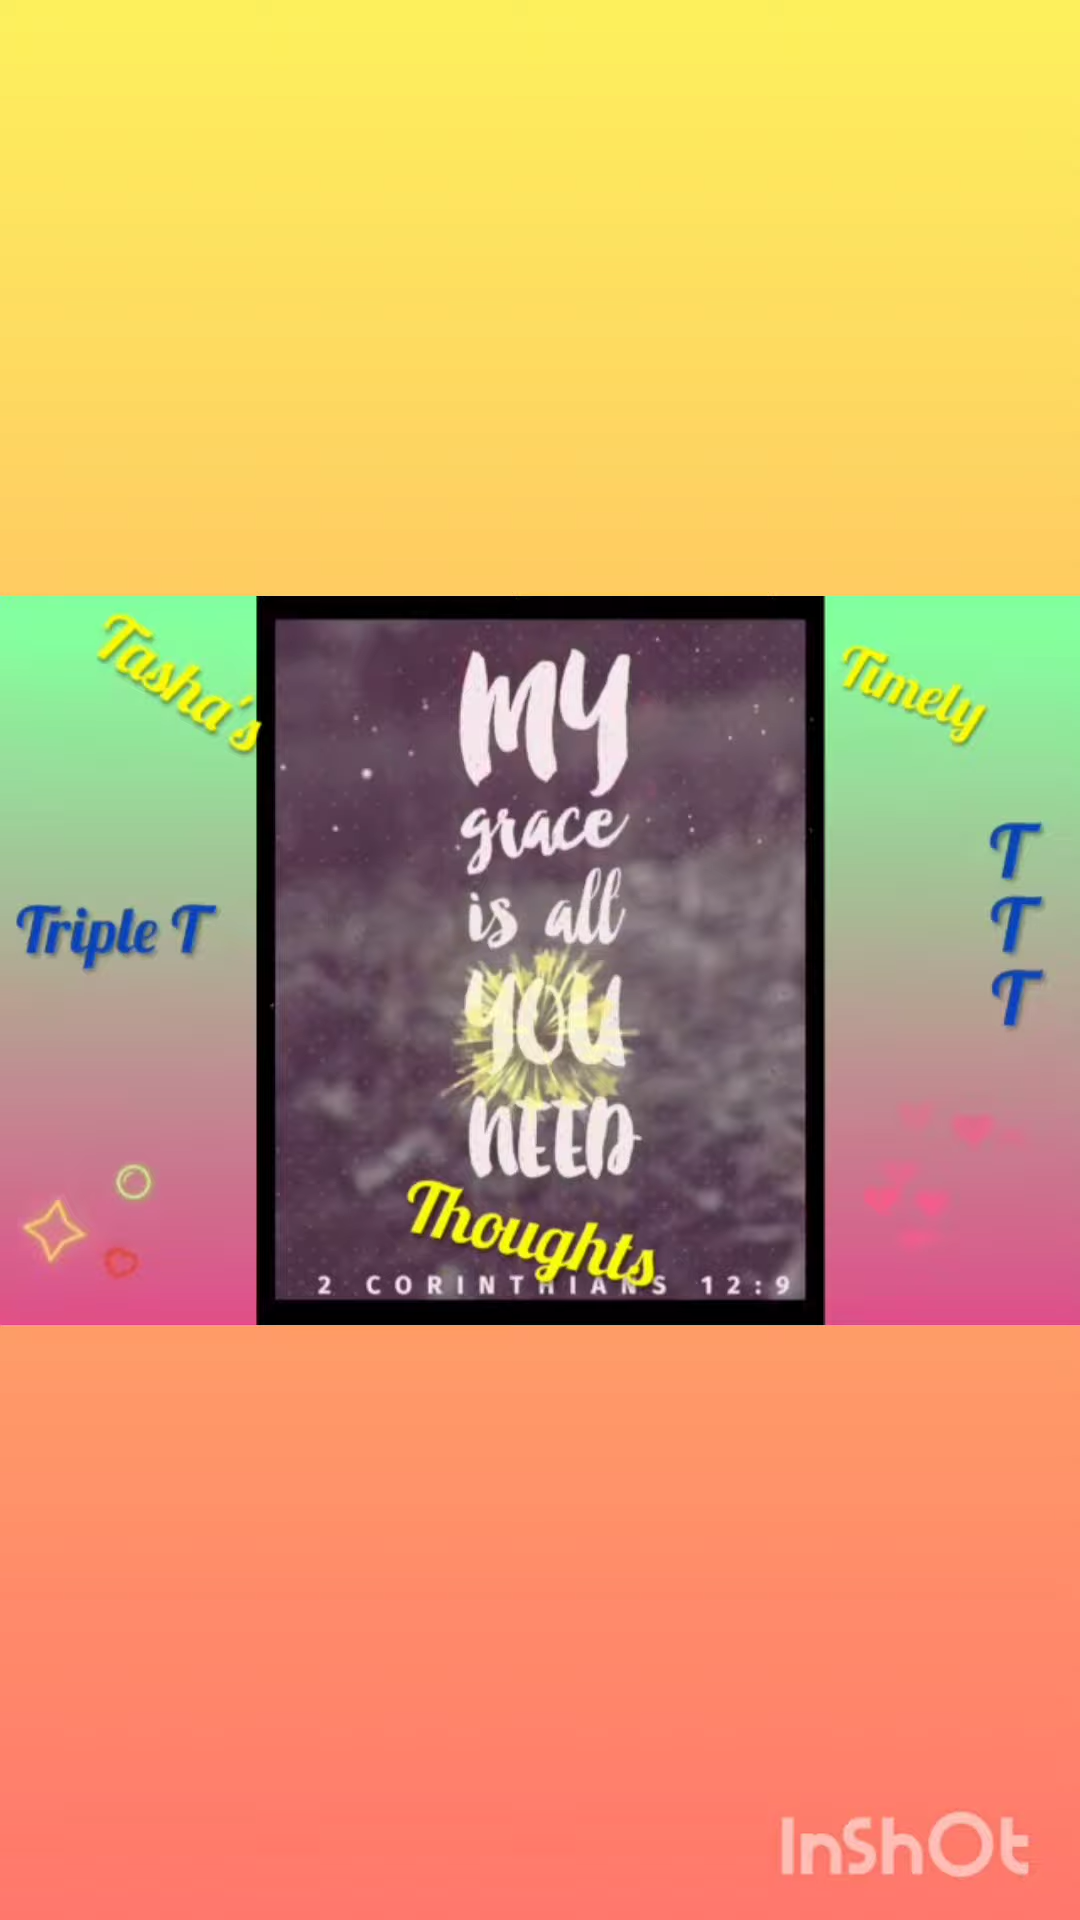 Tasha's
Timely
Thoughts
Triple T
T
T
T
MY
grace
is all
YOU
NEED
2 CORINTHIANS 12:9
InShOt